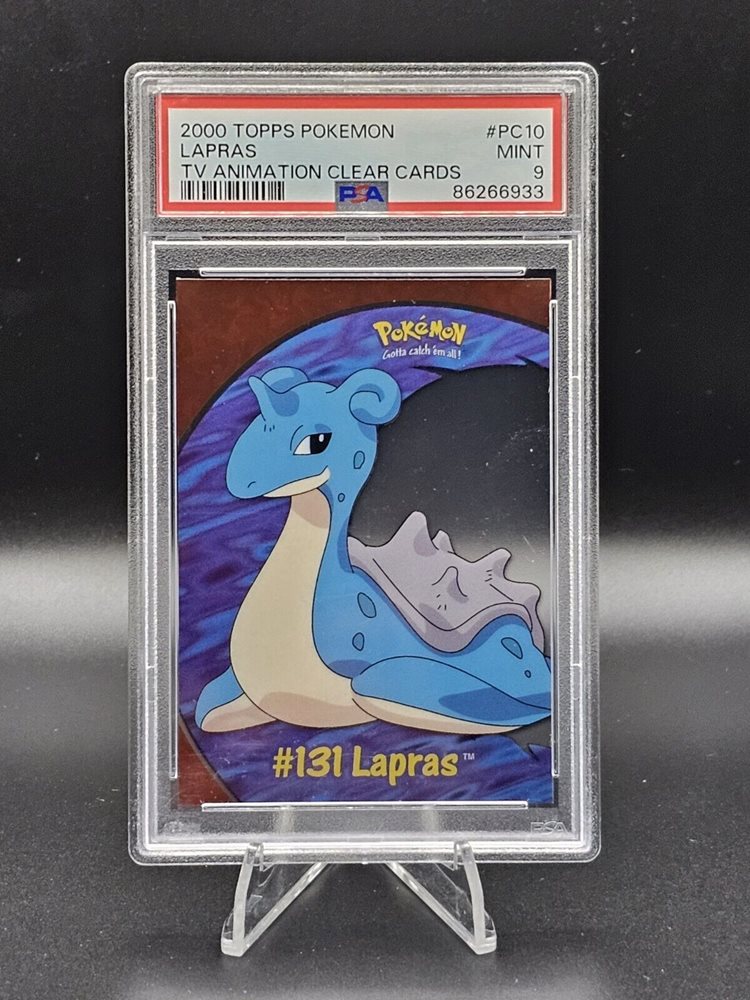 2000 TOPPS POKEMON #PC10
LAPRAS MINT
TV ANIMATION CLEAR CARDS 9
PSA 86266933
POKéMON
Gotta catch 'em all!
#131 Lapras™
PSA